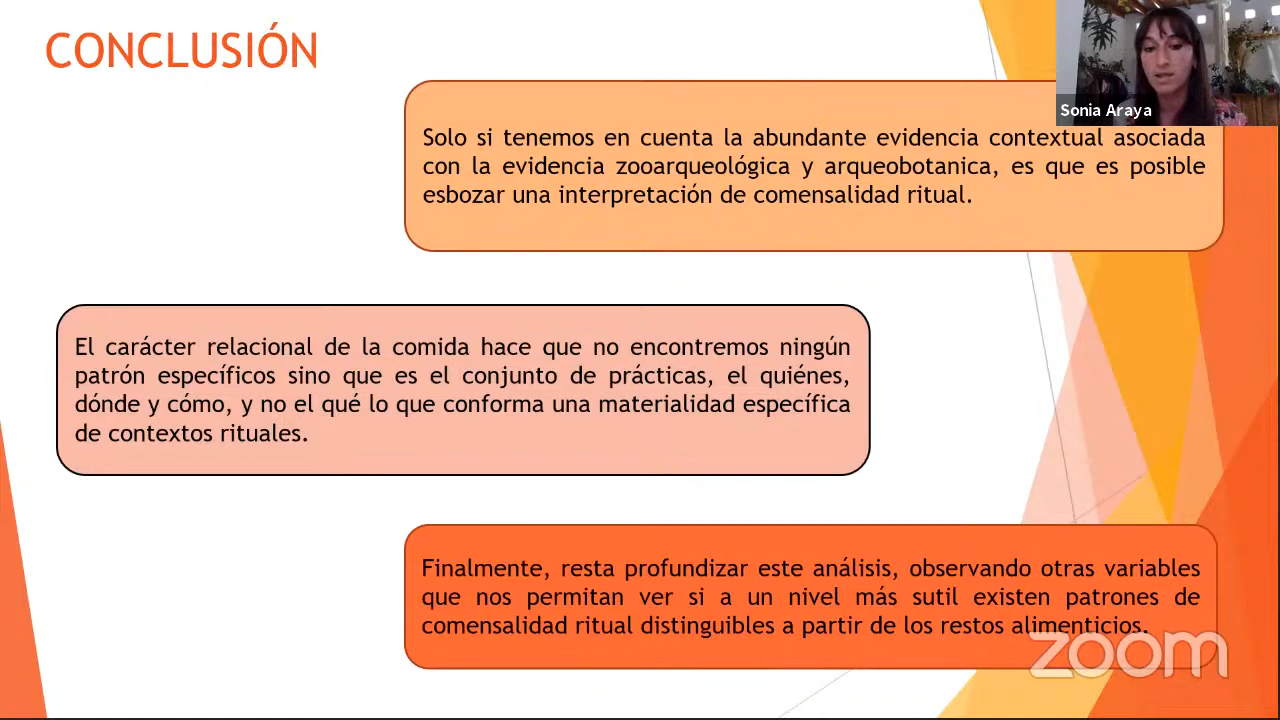 CONCLUSIÓN
Sonia Araya
Solo si tenemos en cuenta la abundante evidencia contextual asociada
con la evidencia zooarqueológica y arqueobotanica, es que es posible
esbozar una interpretación de comensalidad ritual.
El carácter relacional de la comida hace que no encontremos ningún
patrón específicos sino que es el conjunto de prácticas, el quiénes,
dónde y cómo, y no el qué lo que conforma una materialidad específica
de contextos rituales.
Finalmente, resta profundizar este análisis, observando otras variables
que nos permitan ver si a un nivel más sutil existen patrones de
comensalidad ritual distinguibles a partir de los restos alimenticios.
zoom